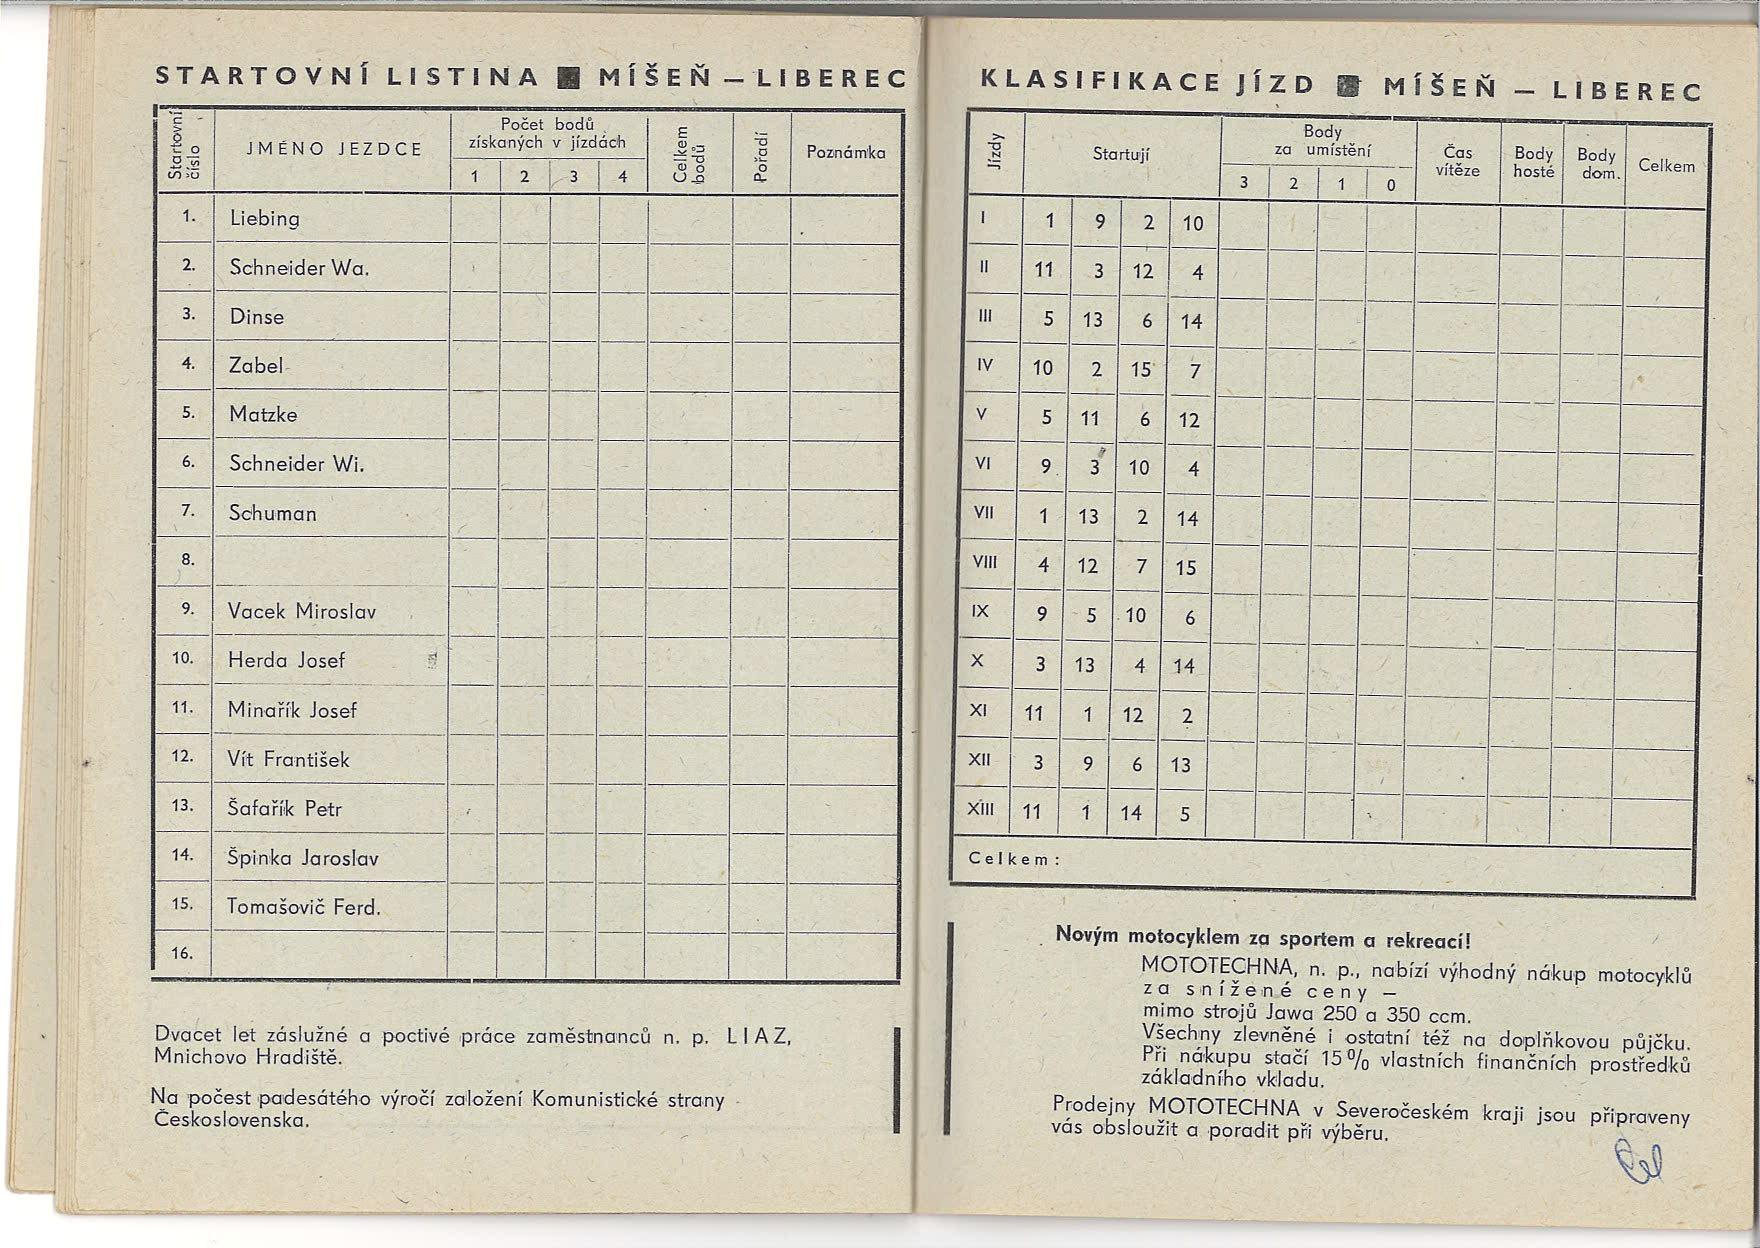 STARTOVNÍ LISTINA ■ MÍŠEŇ — LIBEREC
Startovní číslo
JMÉNO JEZDCE
Počet bodů získaných v jízdách
1 2 3 4
Celkem bodů
Pořadí
Poznámka
1. Liebing
2. Schneider Wa.
3. Dinse
4. Zabel
5. Matzke
6. Schneider Wi.
7. Schuman
8.
9. Vacek Miroslav
10. Herda Josef
11. Minařík Josef
12. Vít František
13. Šafařík Petr
14. Špinka Jaroslav
15. Tomašovič Ferd.
16.
Dvacet let záslužné a poctivé práce zaměstnanců n. p. LIAZ,
Mnichovo Hradiště.
Na počest padesátého výročí založení Komunistické strany
Československa.
KLASIFIKACE JÍZD ■ MÍŠEŇ — LIBEREC
Jízdy
Startují
Body za umístění
3 2 1 0
Čas vítěze
Body hosté
Body dom.
Celkem
I 1 9 2 10
II 11 3 12 4
III 5 13 6 14
IV 10 2 15 7
V 5 11 6 12
VI 9 3 10 4
VII 1 13 2 14
VIII 4 12 7 15
IX 9 5 10 6
X 3 13 4 14
XI 11 1 12 2
XII 3 9 6 13
XIII 11 1 14 5
Celkem:
Novým motocyklem za sportem a rekreací!
MOTOTECHNA, n. p., nabízí výhodný nákup motocyklů
za snížené ceny —
mimo strojů Jawa 250 a 350 ccm.
Všechny zlevněné i ostatní též na doplňkovou půjčku.
Při nákupu stačí 15 % vlastních finančních prostředků
základního vkladu.
Prodejny MOTOTECHNA v Severočeském kraji jsou připraveny
vás obsloužit a poradit při výběru.